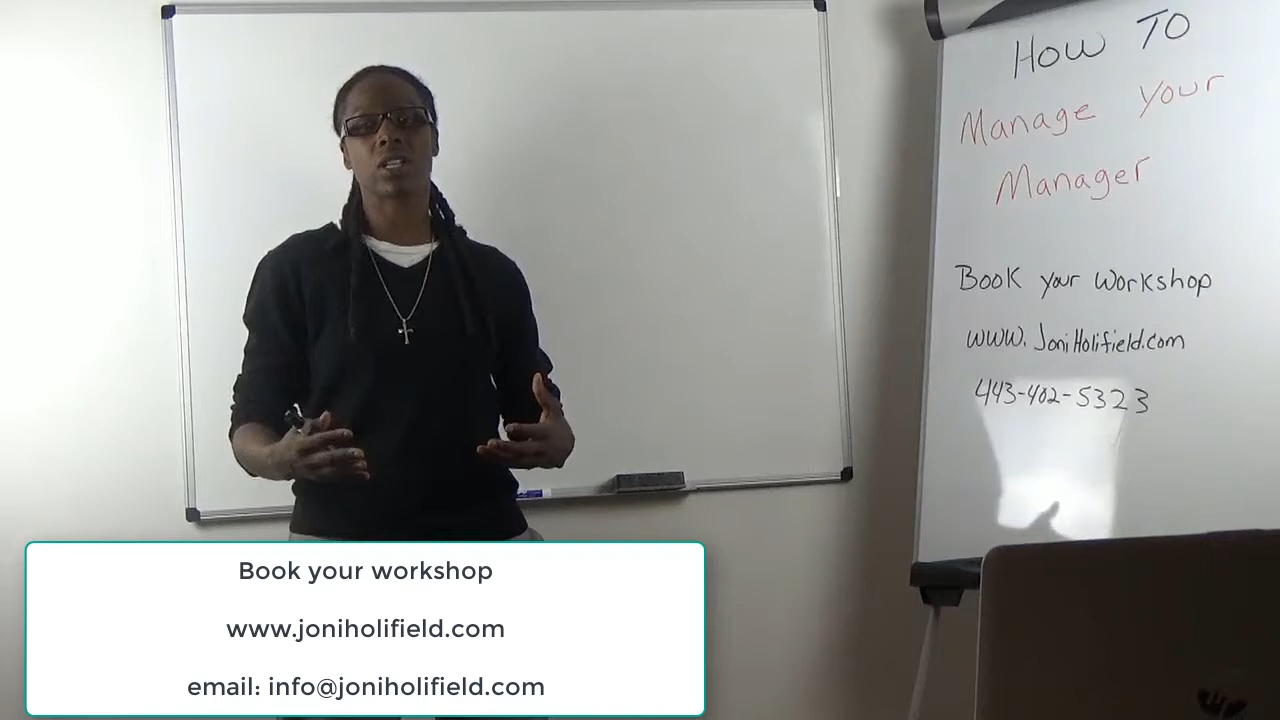 How To
Manage Your
Manager
Book your workshop
www.JoniHolifield.com
443-402-5323
Book your workshop
www.joniholifield.com
email: info@joniholifield.com